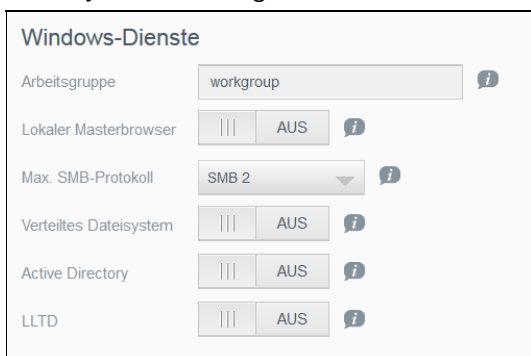 Windows-Dienste
Arbeitsgruppe workgroup
Lokaler Masterbrowser AUS
Max. SMB-Protokoll SMB 2
Verteiltes Dateisystem AUS
Active Directory AUS
LLTD AUS